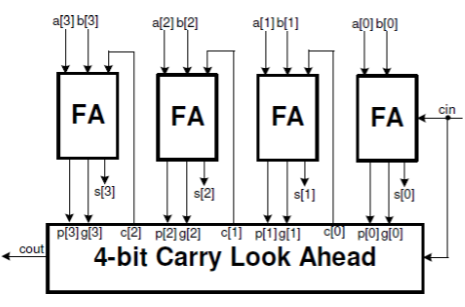 a[3] b[3] a[2] b[2] a[1] b[1] a[0] b[0]
FA FA FA FA
cin
s[3] s[2] s[1] s[0]
p[3] g[3] c[2] p[2] g[2] c[1] p[1] g[1] c[0] p[0] g[0]
cout
4-bit Carry Look Ahead